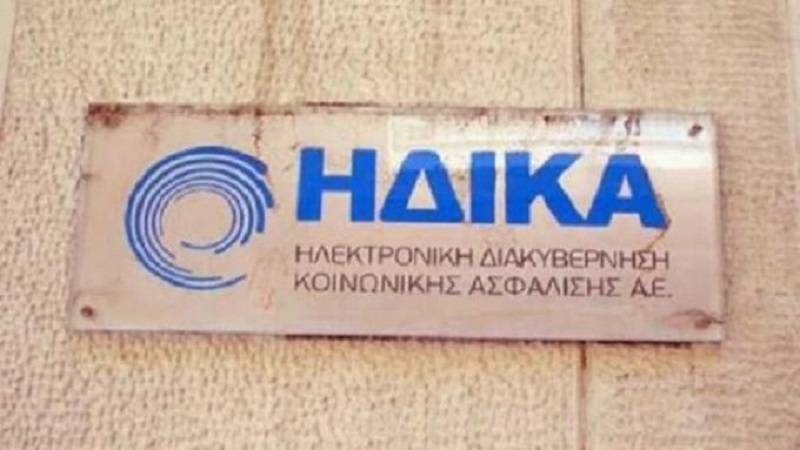 ΗΔΙΚΑ
ΗΛΕΚΤΡΟΝΙΚΗ ΔΙΑΚΥΒΕΡΝΗΣΗ
ΚΟΙΝΩΝΙΚΗΣ ΑΣΦΑΛΙΣΗΣ Α.Ε.